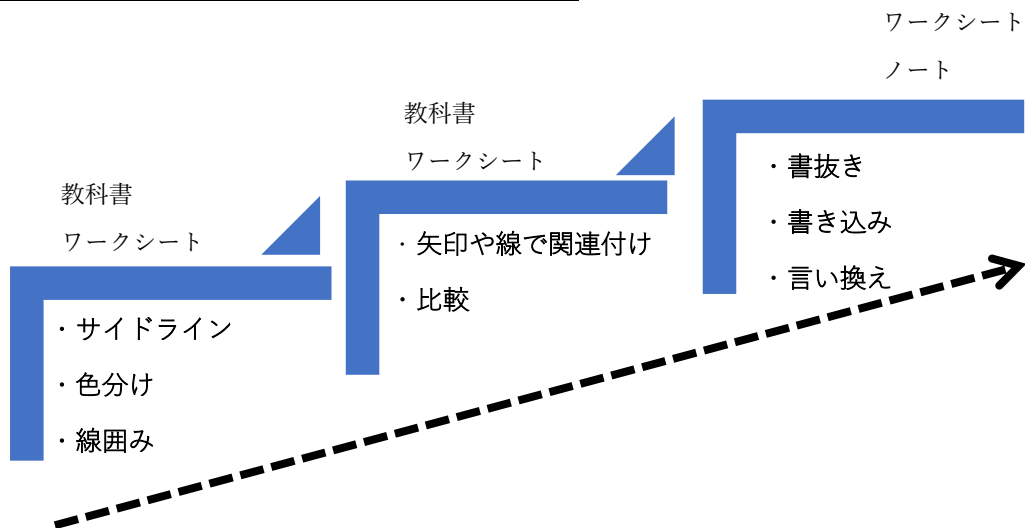 教科書
ワークシート
・サイドライン
・色分け
・線囲み
教科書
ワークシート
・矢印や線で関連付け
・比較
ワークシート
ノート
・書抜き
・書き込み
・言い換え